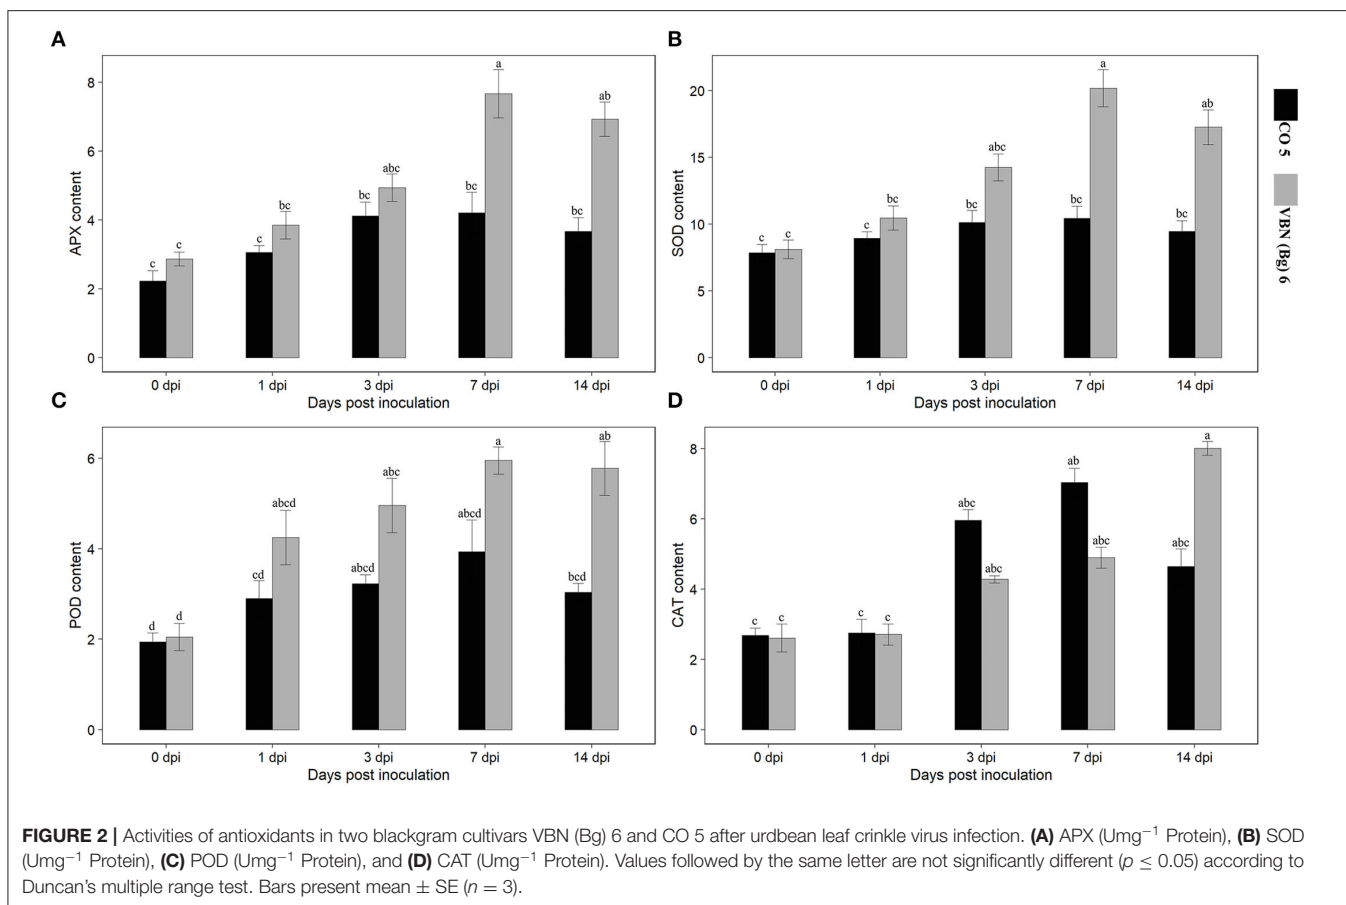 A
APX content
8
6
4
2
0
c
c
c
bc
bc
abc
bc
a
bc
ab
0 dpi
1 dpi
3 dpi
7 dpi
14 dpi
Days post inoculation
B
SOD content
20
15
10
5
0
c
c
c
bc
bc
abc
bc
a
bc
ab
0 dpi
1 dpi
3 dpi
7 dpi
14 dpi
Days post inoculation
CO 5
VBN (Bg) 6
C
POD content
6
4
2
0
d
d
cd
abcd
abcd
abc
abcd
a
bcd
ab
0 dpi
1 dpi
3 dpi
7 dpi
14 dpi
Days post inoculation
D
CAT content
8
6
4
2
0
c
c
c
c
abc
abc
ab
abc
abc
a
0 dpi
1 dpi
3 dpi
7 dpi
14 dpi
Days post inoculation
FIGURE 2 | Activities of antioxidants in two blackgram cultivars VBN (Bg) 6 and CO 5 after urdbean leaf crinkle virus infection. (A) APX (Umg⁻¹ Protein), (B) SOD
(Umg⁻¹ Protein), (C) POD (Umg⁻¹ Protein), and (D) CAT (Umg⁻¹ Protein). Values followed by the same letter are not significantly different (p ≤ 0.05) according to
Duncan's multiple range test. Bars present mean ± SE (n = 3).